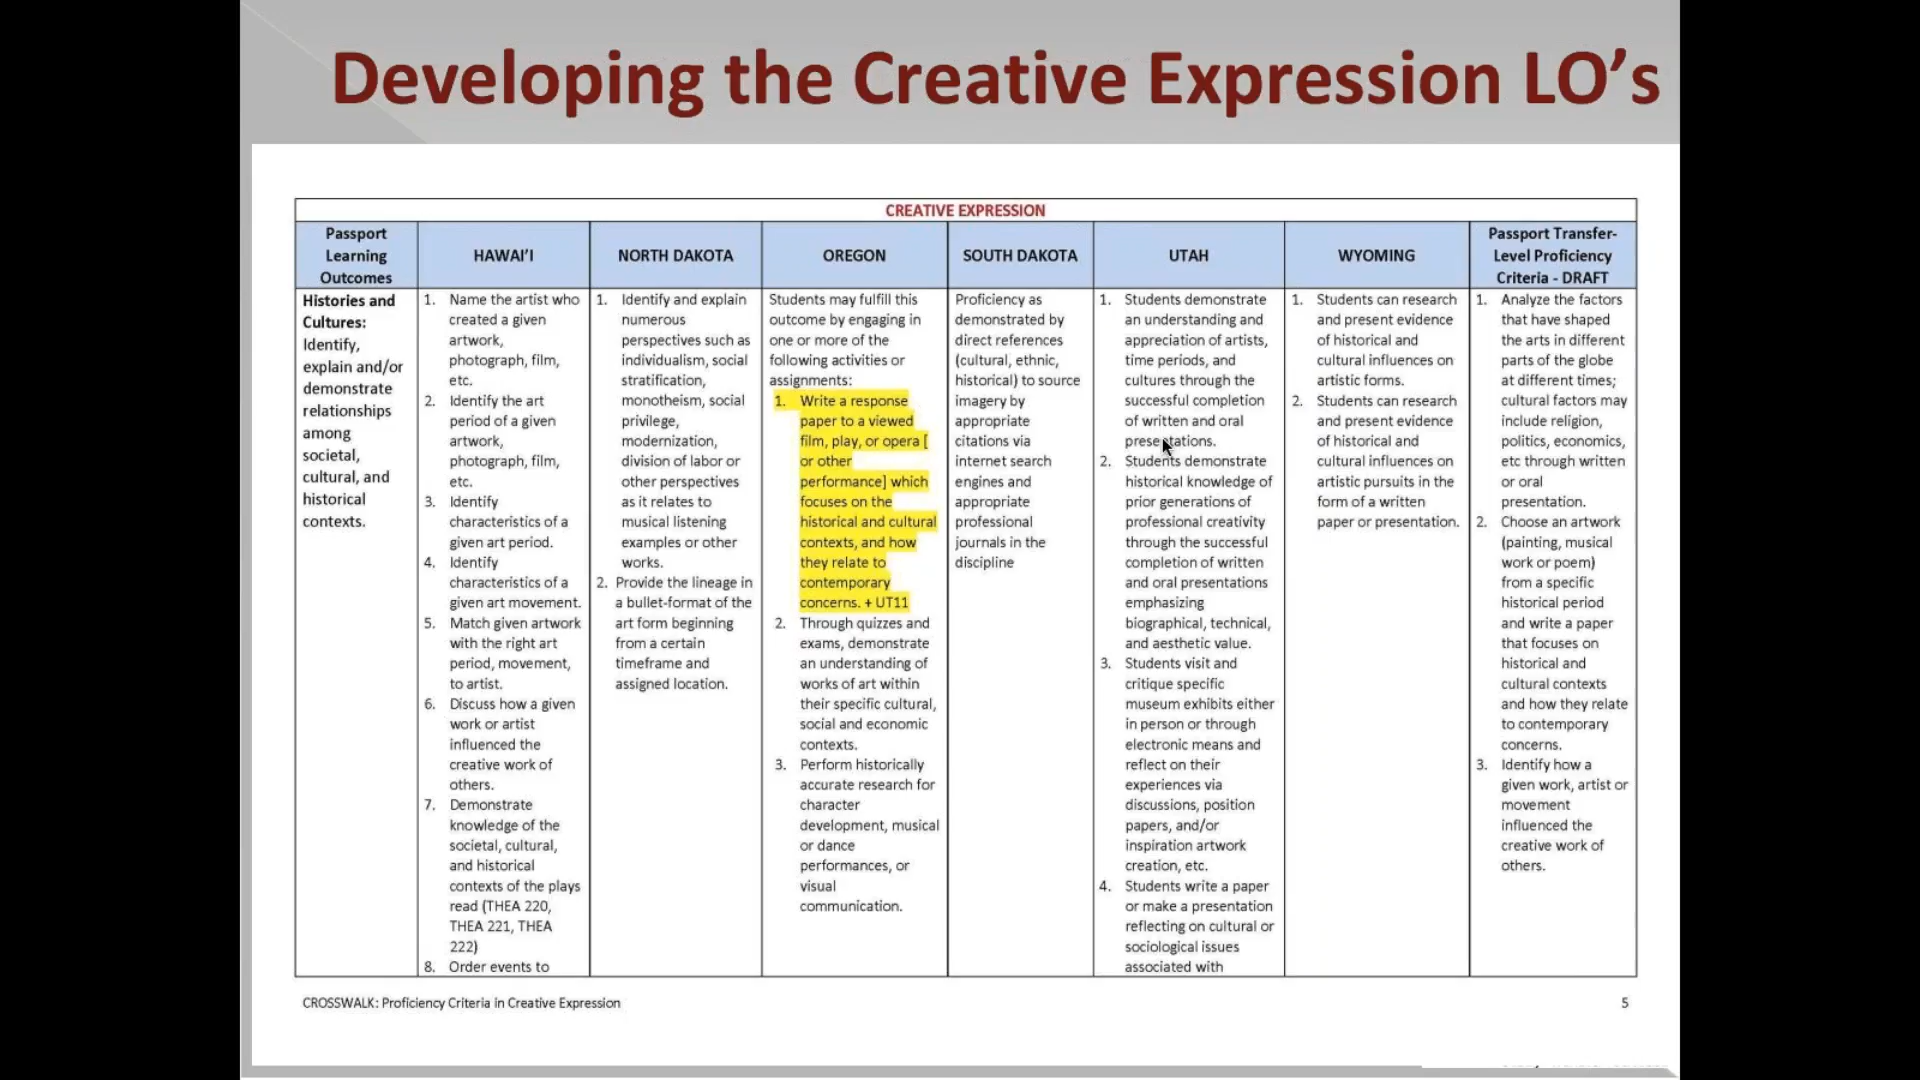 Developing the Creative Expression LO's
CREATIVE EXPRESSION
Passport
Learning
Outcomes
HAWAI'I
NORTH DAKOTA
OREGON
SOUTH DAKOTA
UTAH
WYOMING
Passport Transfer-
Level Proficiency
Criteria - DRAFT
Histories and
Cultures:
Identify,
explain and/or
demonstrate
relationships
among
societal,
cultural, and
historical
contexts.
1. Name the artist who
created a given
artwork,
photograph, film,
etc.
2. Identify the art
period of a given
artwork,
photograph, film,
etc.
3. Identify
characteristics of a
given art period.
4. Identify
characteristics of a
given art movement.
5. Match given artwork
with the right art
period, movement,
to artist.
6. Discuss how a given
work or artist
influenced the
creative work of
others.
7. Demonstrate
knowledge of the
societal, cultural,
and historical
contexts of the plays
read (THEA 220,
THEA 221, THEA
222)
8. Order events to
1. Identify and explain
numerous
perspectives such as
individualism, social
stratification,
monotheism, social
privilege,
modernization,
division of labor or
other perspectives
as it relates to
musical listening
examples or other
works.
2. Provide the lineage in
a bullet-format of the
art form beginning
from a certain
timeframe and
assigned location.
Students may fulfill this
outcome by engaging in
one or more of the
following activities or
assignments:
1. Write a response
paper to a viewed
film, play, or opera [
or other
performance] which
focuses on the
historical and cultural
contexts, and how
they relate to
contemporary
concerns. + UT11
2. Through quizzes and
exams, demonstrate
an understanding of
works of art within
their specific cultural,
social and economic
contexts.
3. Perform historically
accurate research for
character
development, musical
or dance
performances, or
visual
communication.
Proficiency as
demonstrated by
direct references
(cultural, ethnic,
historical) to source
imagery by
appropriate
citations via
internet search
engines and
appropriate
professional
journals in the
discipline
1. Students demonstrate
an understanding and
appreciation of artists,
time periods, and
cultures through the
successful completion
of written and oral
presentations.
2. Students demonstrate
historical knowledge of
prior generations of
professional creativity
through the successful
completion of written
and oral presentations
emphasizing
biographical, technical,
and aesthetic value.
3. Students visit and
critique specific
museum exhibits either
in person or through
electronic means and
reflect on their
experiences via
discussions, position
papers, and/or
inspiration artwork
creation, etc.
4. Students write a paper
or make a presentation
reflecting on cultural or
sociological issues
associated with
1. Students can research
and present evidence
of historical and
cultural influences on
artistic forms.
2. Students can research
and present evidence
of historical and
cultural influences on
artistic pursuits in the
form of a written
paper or presentation.
1. Analyze the factors
that have shaped
the arts in different
parts of the globe
at different times;
cultural factors may
include religion,
politics, economics,
etc through written
or oral
presentation.
2. Choose an artwork
(painting, musical
work or poem)
from a specific
historical period
and write a paper
that focuses on
historical and
cultural contexts
and how they relate
to contemporary
concerns.
3. Identify how a
given work, artist or
movement
influenced the
creative work of
others.
CROSSWALK: Proficiency Criteria in Creative Expression
5